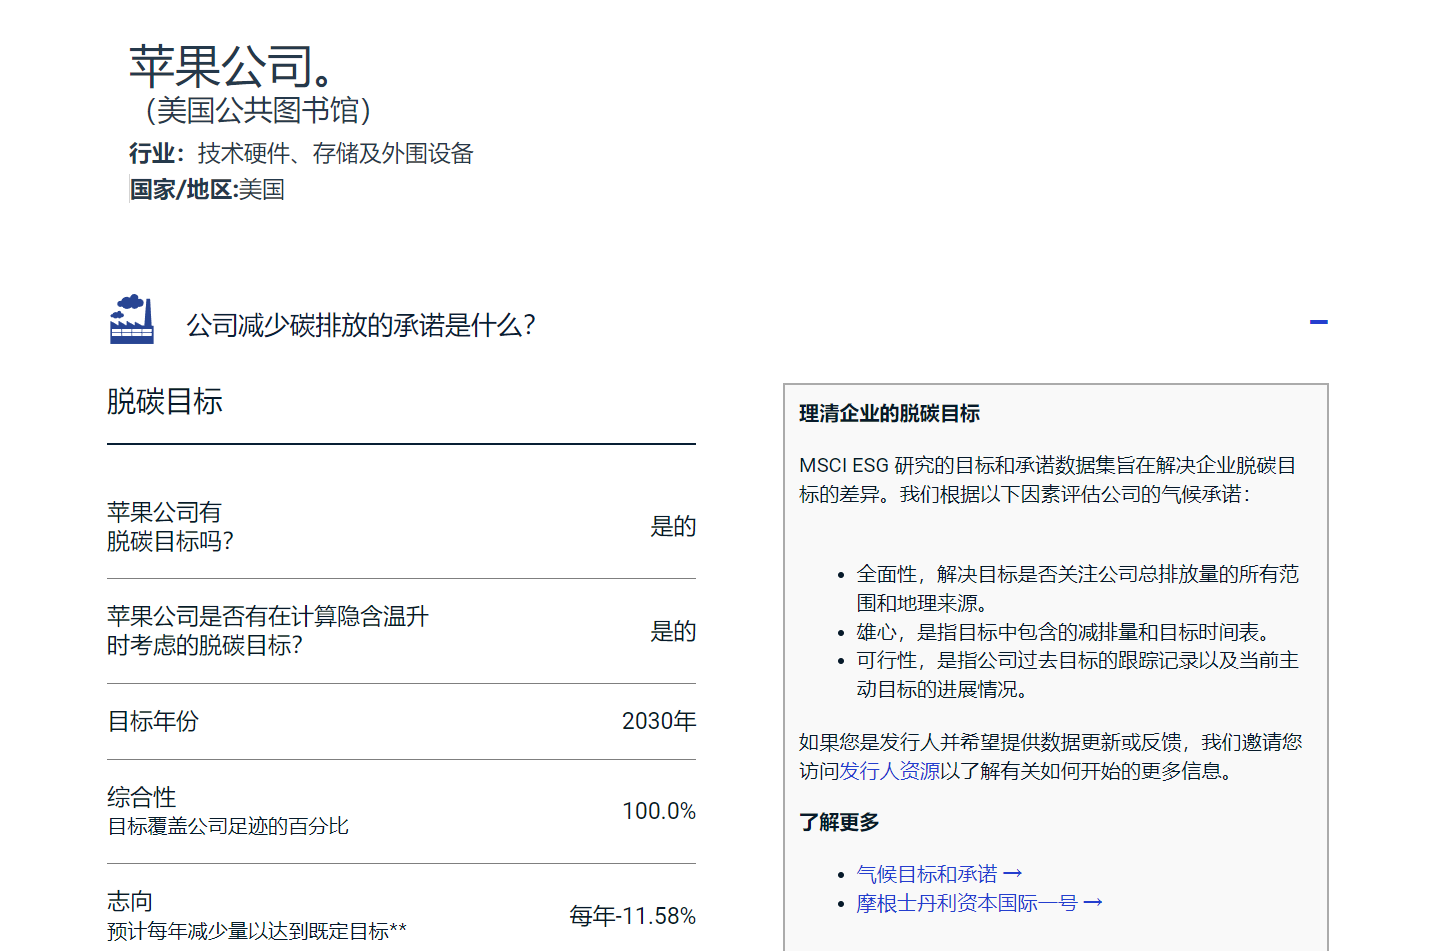 苹果公司。
（美国公共图书馆）
行业：技术硬件、存储及外围设备
国家/地区:美国
公司减少碳排放的承诺是什么？
脱碳目标
苹果公司有
脱碳目标吗？
是的
苹果公司是否有在计算隐含温升
时考虑的脱碳目标？
是的
目标年份
2030年
综合性
目标覆盖公司足迹的百分比
100.0%
志向
预计每年减少量以达到既定目标**
每年-11.58%
理清企业的脱碳目标
MSCI ESG 研究的目标和承诺数据集旨在解决企业脱碳目
标的差异。我们根据以下因素评估公司的气候承诺：
• 全面性，解决目标是否关注公司总排放量的所有范
围和地理来源。
• 雄心，是指目标中包含的减排量和目标时间表。
• 可行性，是指公司过去目标的跟踪记录以及当前主
动目标的进展情况。
如果您是发行人并希望提供数据更新或反馈，我们邀请您
访问发行人资源以了解有关如何开始的更多信息。
了解更多
• 气候目标和承诺 →
• 摩根士丹利资本国际一号 →